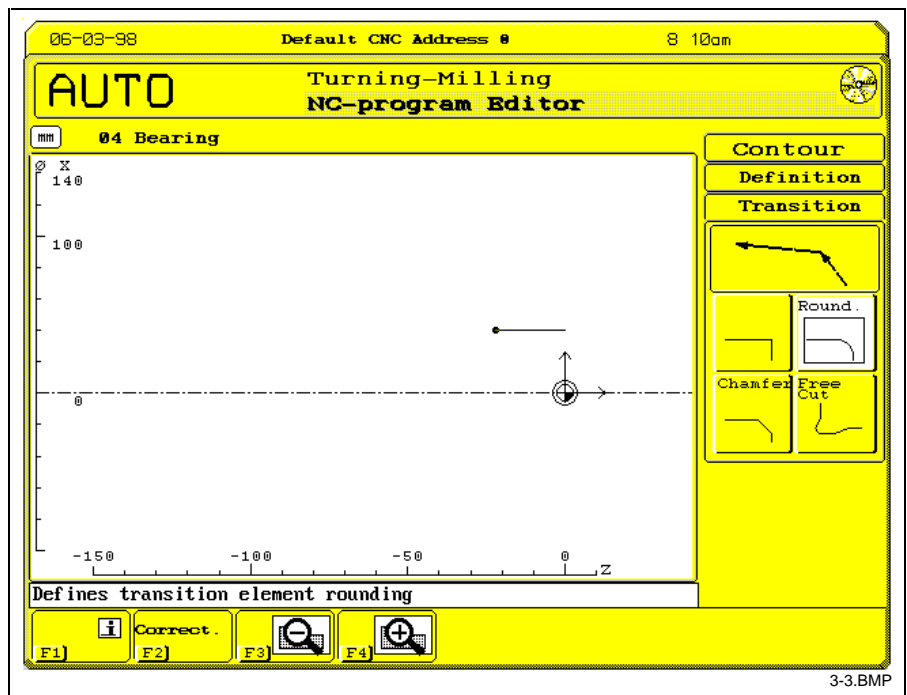 06-03-98 Default CNC Address 0 8 10am
AUTO
Turning-Milling
NC-program Editor
mm 04 Bearing
Contour
Definition
Transition
Ø X
140
100
0
Round.
Chamfer Free Cut
-150 -100 -50 0 Z
Defines transition element rounding
F1) i
Correct. F2)
F3)
F4)
3-3.BMP